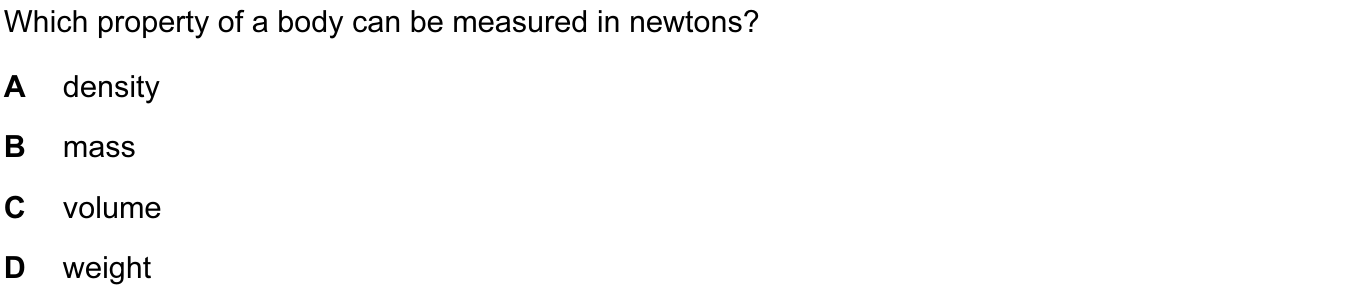 Which property of a body can be measured in newtons?
A density
B mass
C volume
D weight